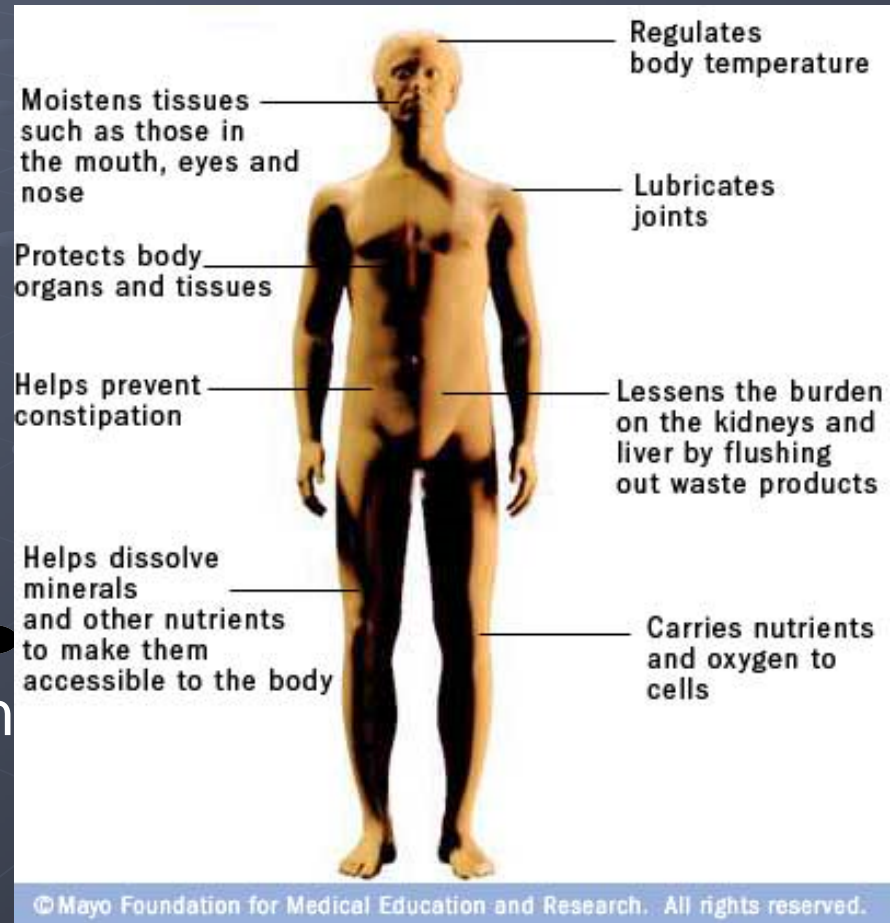 Regulates
body temperature
Moistens tissues
such as those in
the mouth, eyes and
nose
Lubricates
joints
Protects body
organs and tissues
Helps prevent
constipation
Lessens the burden
on the kidneys and
liver by flushing
out waste products
Helps dissolve
minerals
and other nutrients
to make them
accessible to the body
Carries nutrients
and oxygen to
cells
n
©Mayo Foundation for Medical Education and Research. All rights reserved.